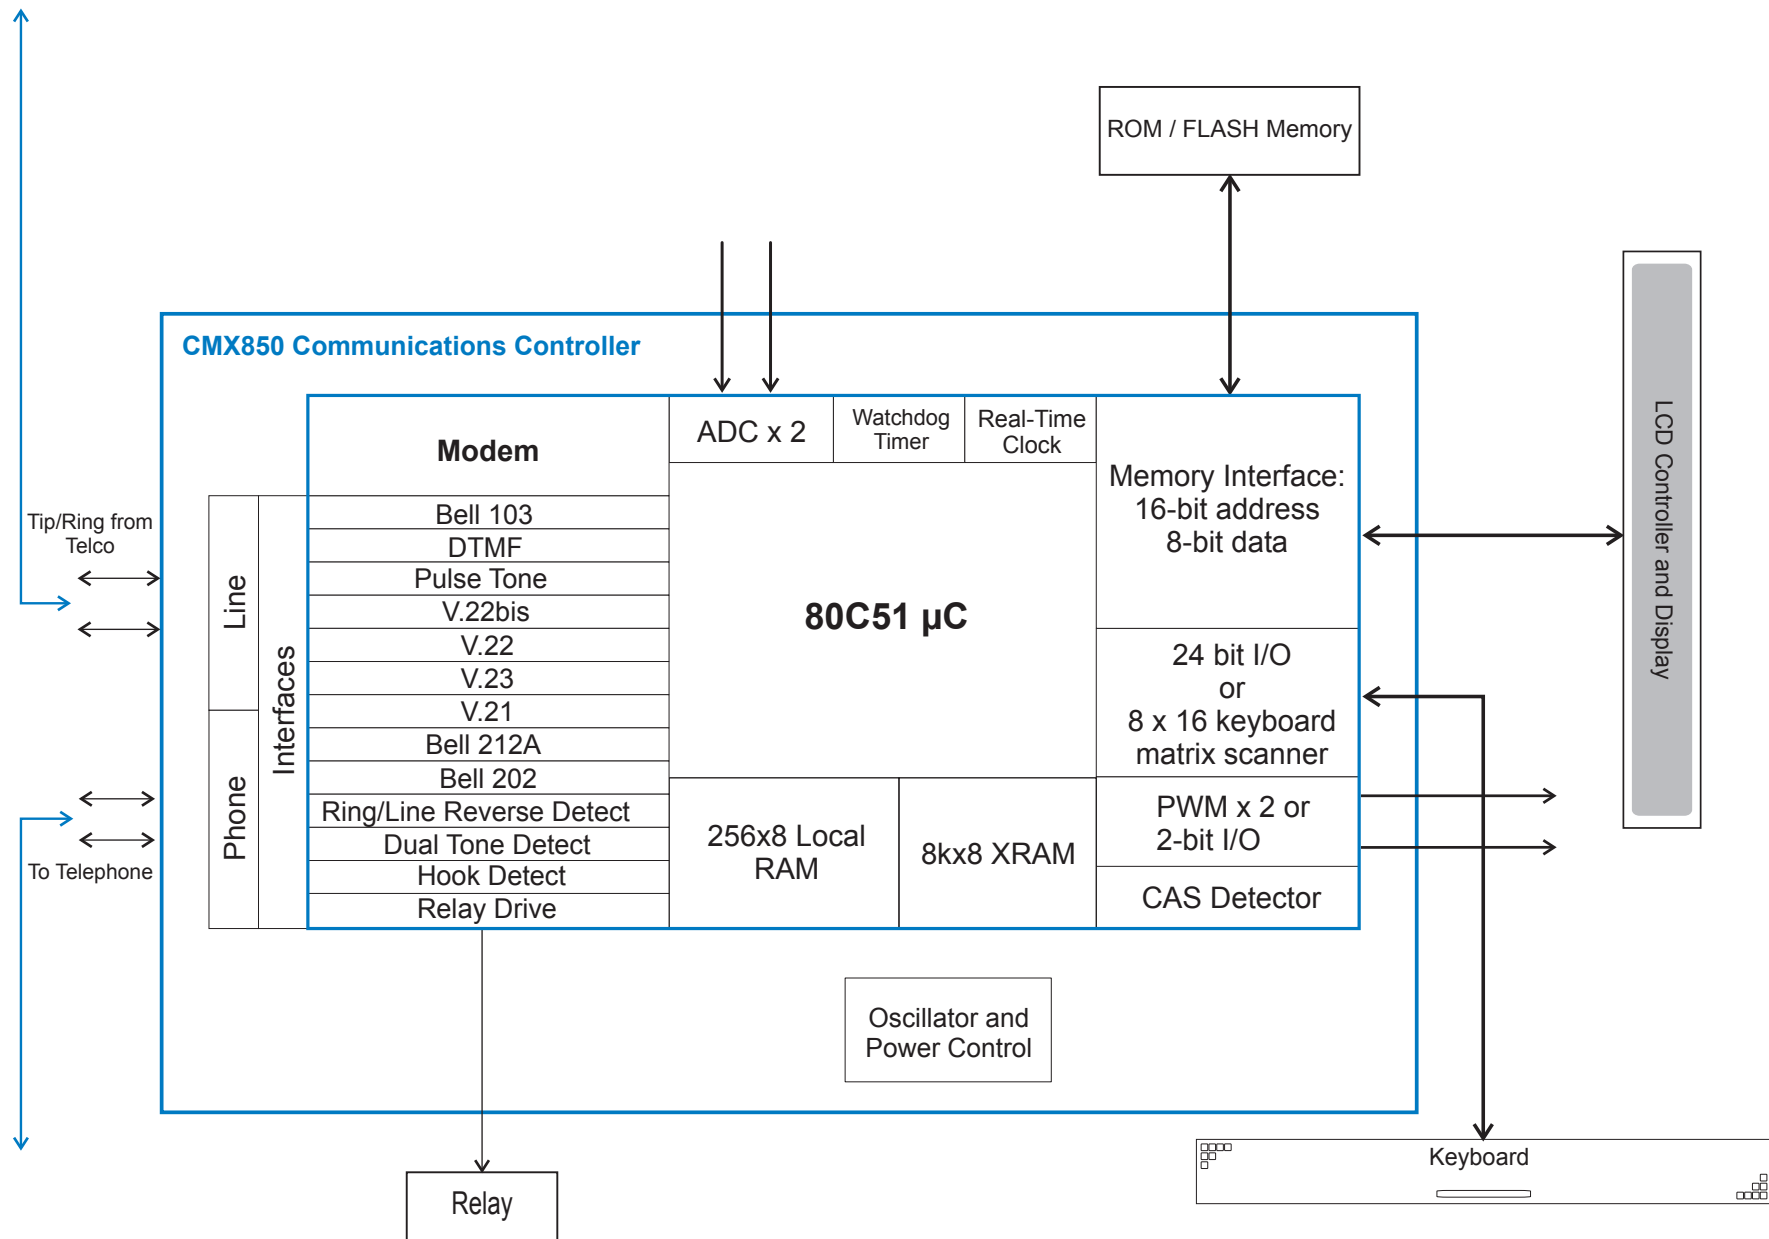 ROM / FLASH Memory
CMX850 Communications Controller
Modem
ADC x 2
Watchdog
Timer
Real-Time
Clock
Memory Interface:
16-bit address
8-bit data
LCD Controller and Display
Tip/Ring from
Telco
Line
Phone
Interfaces
Bell 103
DTMF
Pulse Tone
V.22bis
V.22
V.23
V.21
Bell 212A
Bell 202
Ring/Line Reverse Detect
Dual Tone Detect
Hook Detect
Relay Drive
80C51 µC
24 bit I/O
or
8 x 16 keyboard
matrix scanner
256x8 Local
RAM
8kx8 XRAM
PWM x 2 or
2-bit I/O
CAS Detector
To Telephone
Oscillator and
Power Control
Keyboard
Relay